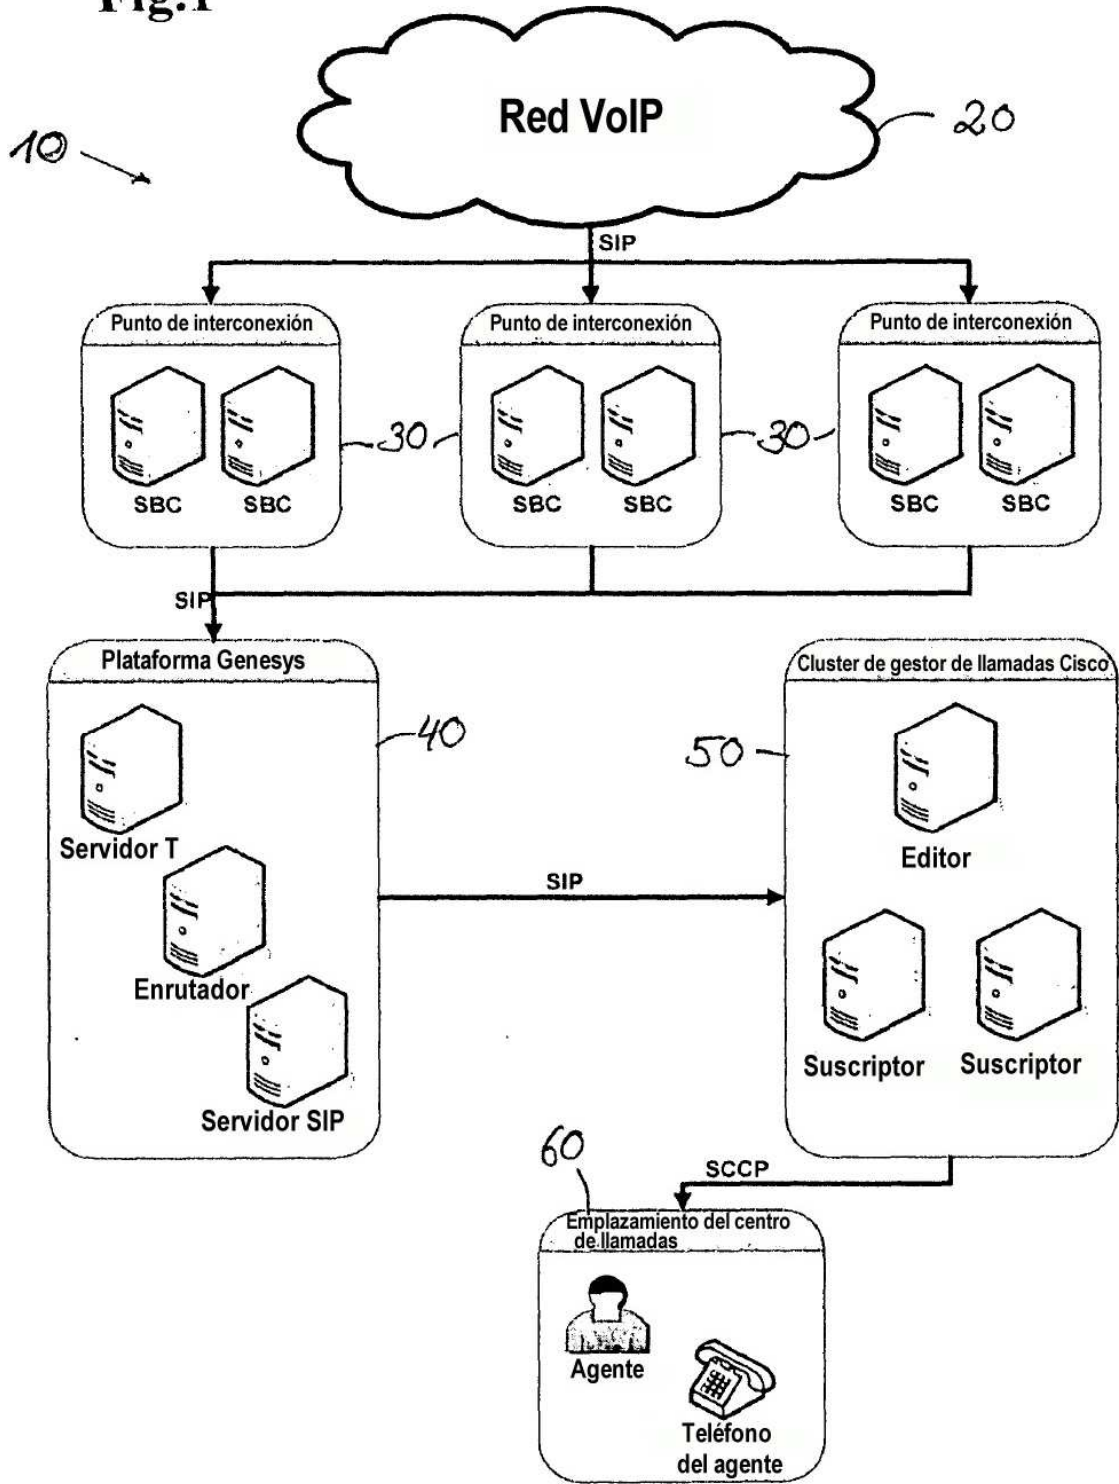 Fig.1
Red VoIP
20
10
SIP
Punto de interconexión
Punto de interconexión
Punto de interconexión
30
30
SBC
SBC
SBC
SBC
SBC
SBC
SIP
Plataforma Genesys
Cluster de gestor de llamadas Cisco
40
50
Servidor T
Editor
SIP
Enrutador
Suscriptor
Suscriptor
Servidor SIP
60
SCCP
Emplazamiento del centro
de llamadas
Agente
Teléfono
del agente